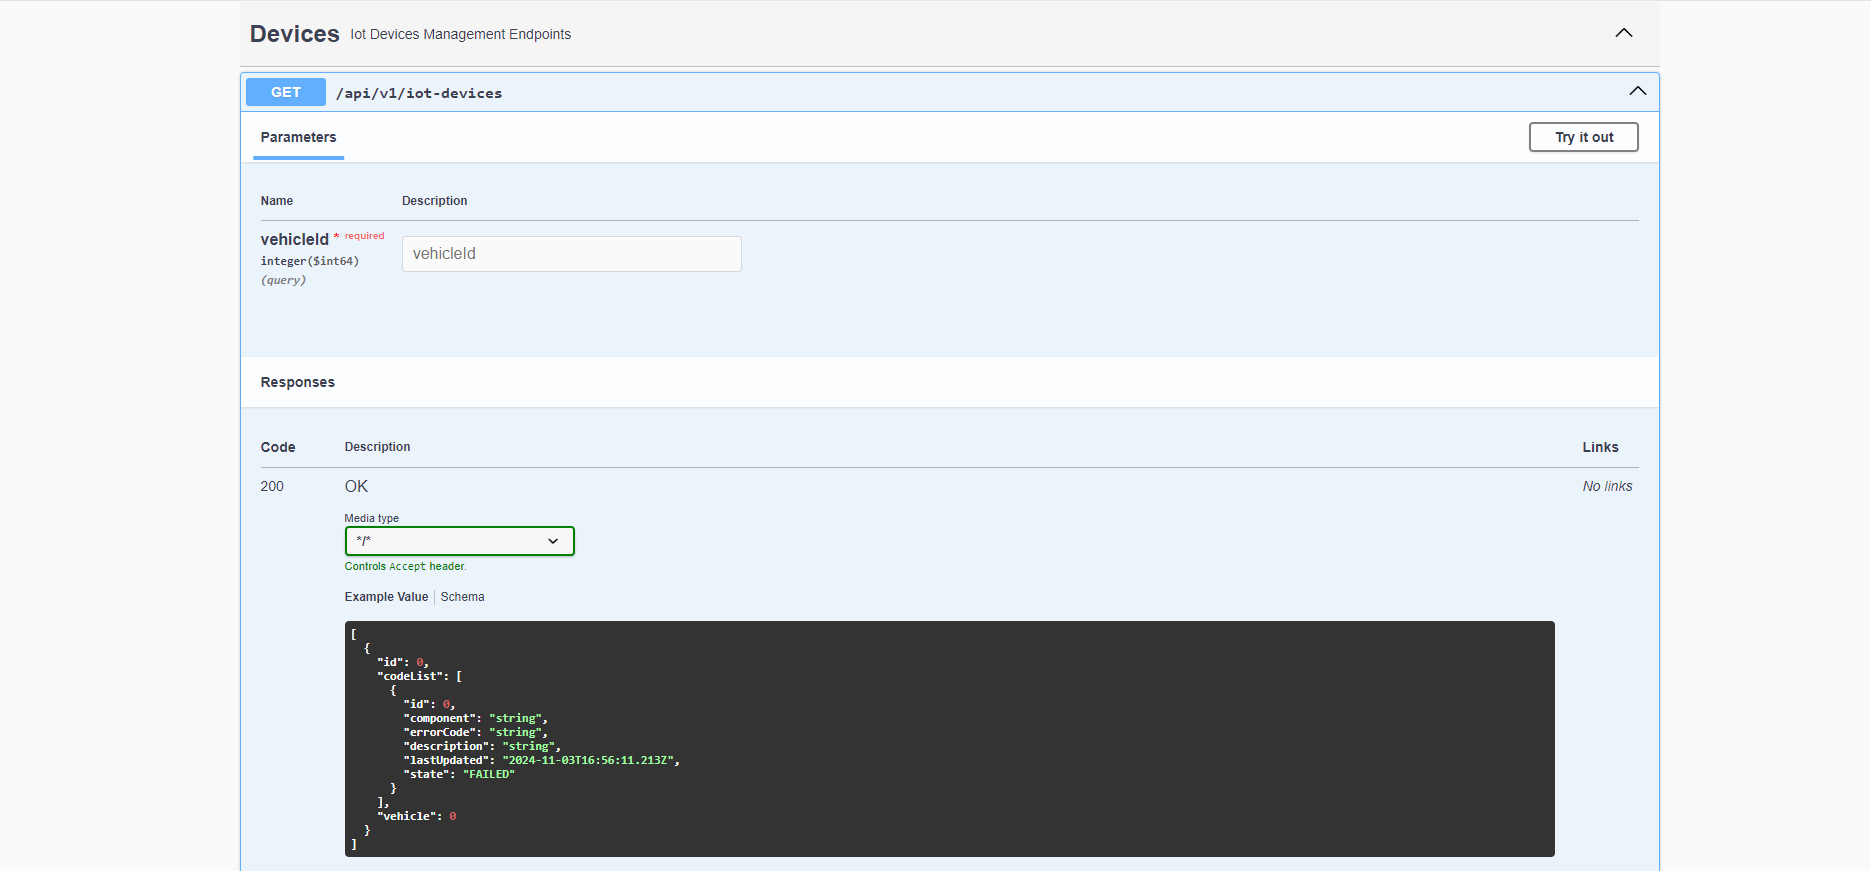 Devices Iot Devices Management Endpoints
GET /api/v1/iot-devices
Parameters
Try it out
Name Description
vehicleId * required
integer($int64)
(query)
vehicleId
Responses
Code Description Links
200 OK No links
Media type
*/*
Controls Accept header.
Example Value Schema
[
  {
    "id": 0,
    "codeList": [
      {
        "id": 0,
        "component": "string",
        "errorCode": "string",
        "description": "string",
        "lastUpdated": "2024-11-03T16:56:11.213Z",
        "state": "FAILED"
      }
    ],
    "vehicle": 0
  }
]